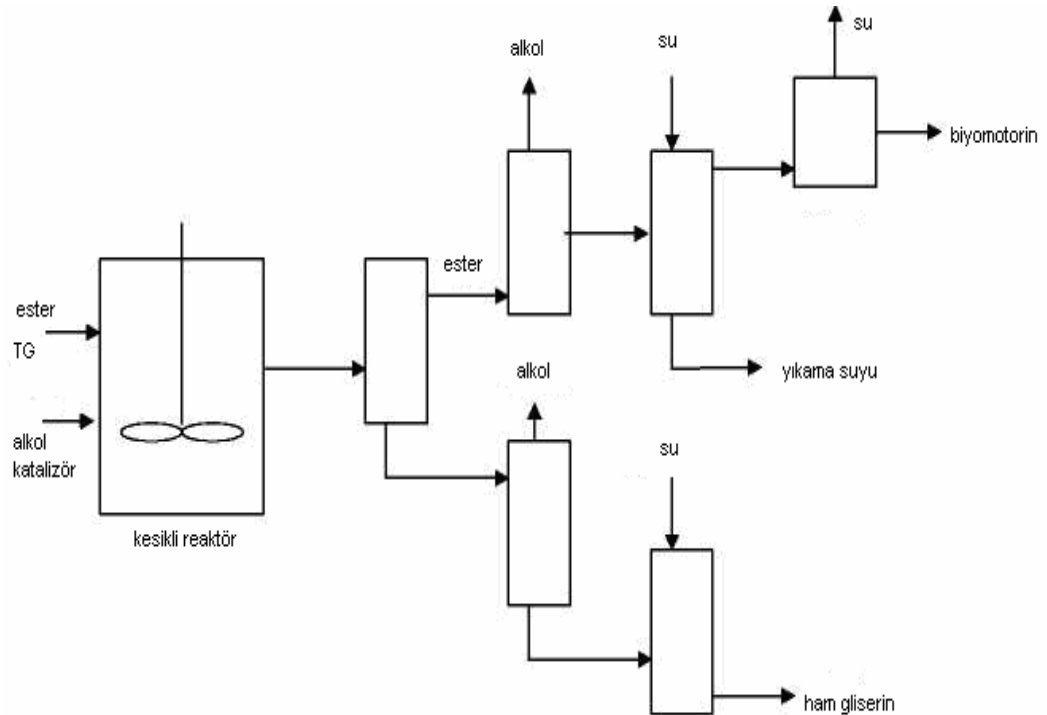 su
alkol
su
biyomotorin
ester
ester
TG
yıkama suyu
alkol
alkol
katalizör
su
kesikli reaktör
ham gliserin